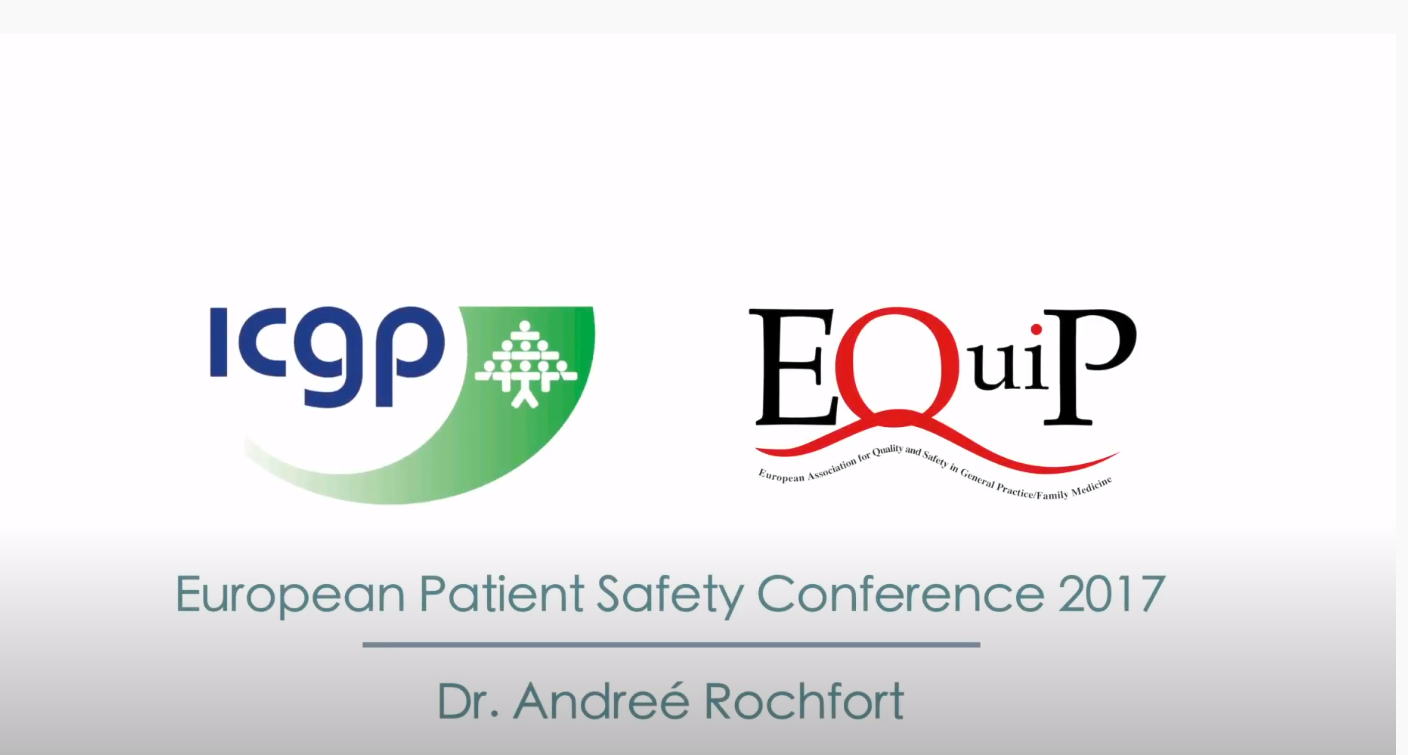 ICGP
EQuiP
European Association for Quality and Safety in General Practice/Family Medicine
European Patient Safety Conference 2017
Dr. Andreé Rochfort